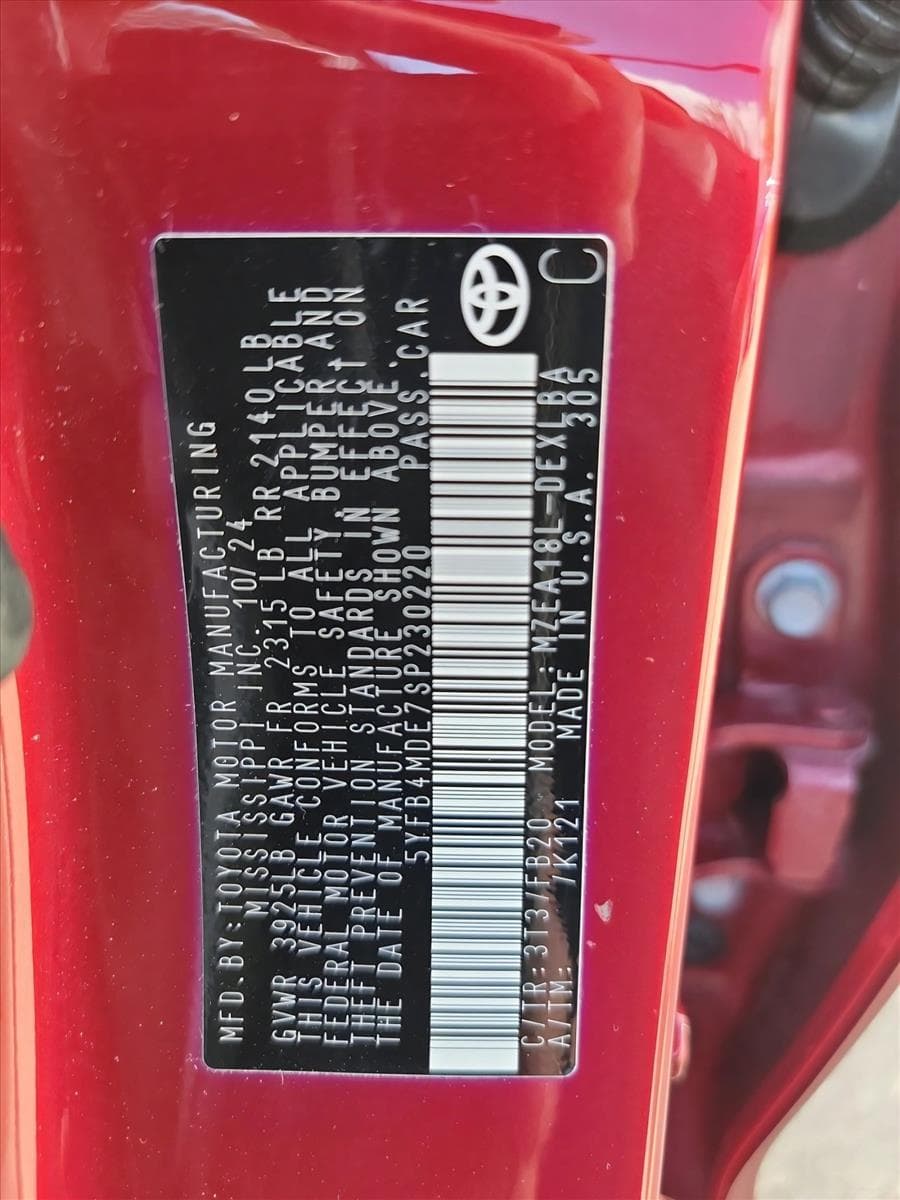 MFD.BY:TOYOTA MOTOR MANUFACTURING
MISSISSIPPI INC. 10/24
GVWR 3925LB GAWR FR 2315 LB RR 2140LB
THIS VEHICLE CONFORMS TO ALL APPLICABLE
FEDERAL MOTOR VEHICLE SAFETY, BUMPER, AND
THEFT PREVENTION STANDARDS IN EFFECT ON
THE DATE OF MANUFACTURE SHOWN ABOVE.
5YFB4MDE7SP230220 PASS.CAR
C/TR:3T3/FB20 MODEL:MZEA18L-DEXLBA
A/TM: /K121 MADE IN U.S.A. 305
C